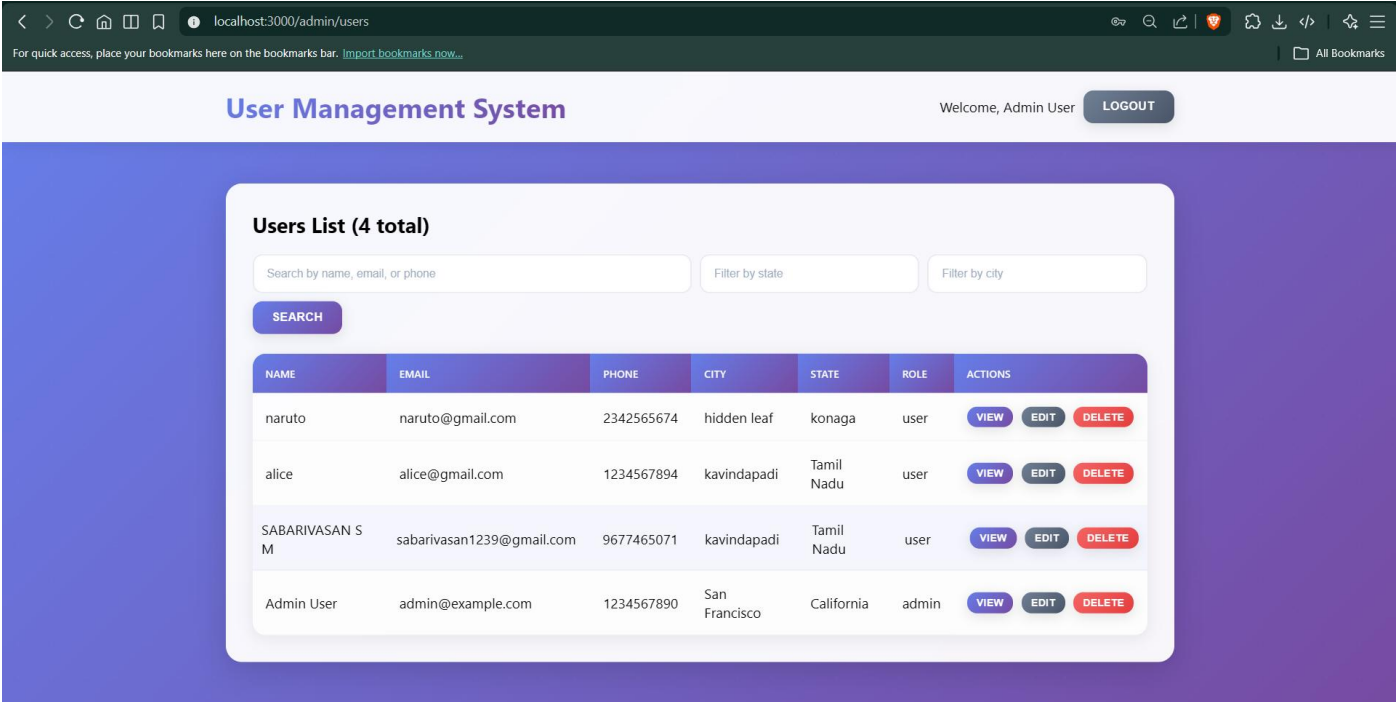 localhost:3000/admin/users
For quick access, place your bookmarks here on the bookmarks bar. Import bookmarks now...
All Bookmarks
User Management System
Welcome, Admin User
LOGOUT
Users List (4 total)
Search by name, email, or phone
Filter by state
Filter by city
SEARCH
NAME EMAIL PHONE CITY STATE ROLE ACTIONS
naruto naruto@gmail.com 2342565674 hidden leaf konaga user VIEW EDIT DELETE
alice alice@gmail.com 1234567894 kavindapadi Tamil Nadu user VIEW EDIT DELETE
SABARIVASAN S M sabarivasan1239@gmail.com 9677465071 kavindapadi Tamil Nadu user VIEW EDIT DELETE
Admin User admin@example.com 1234567890 San Francisco California admin VIEW EDIT DELETE